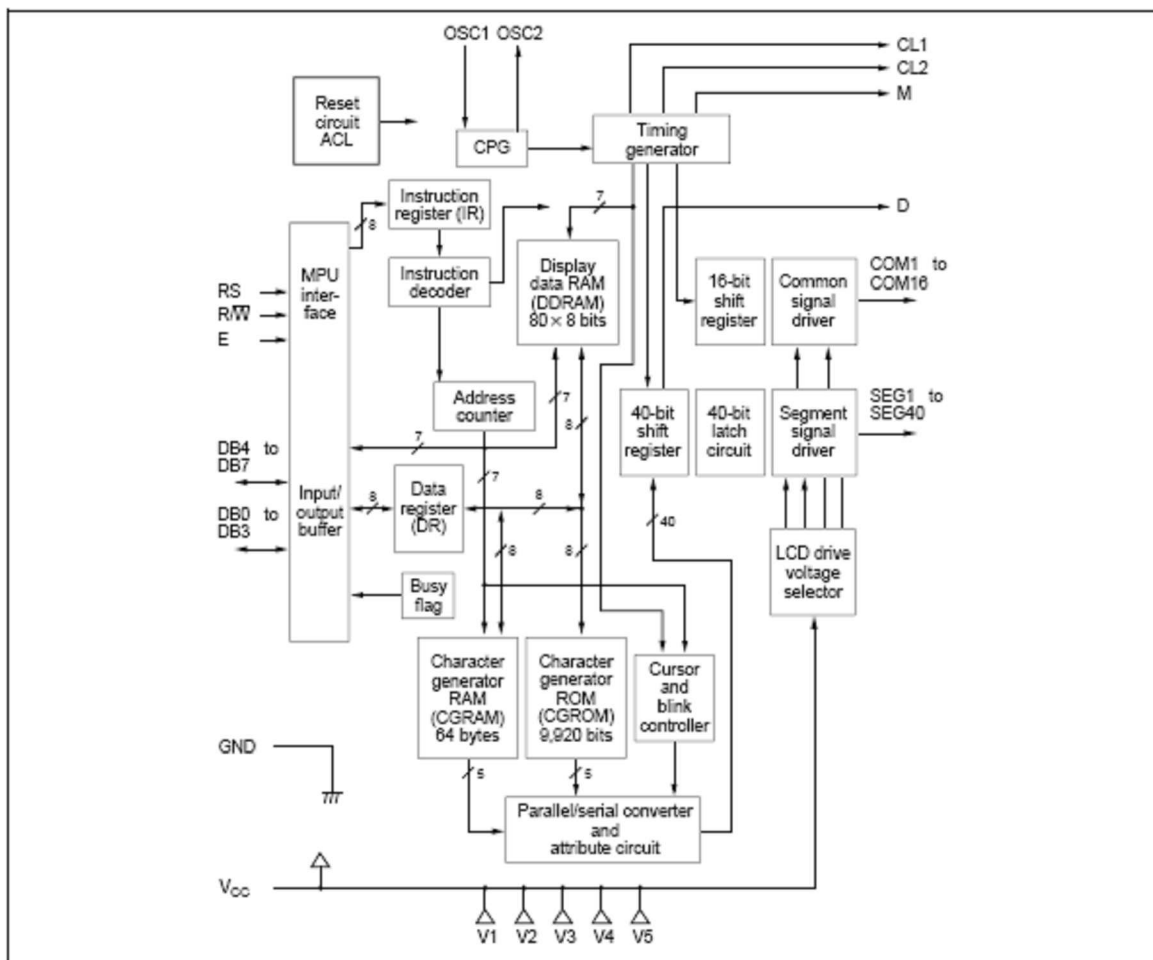 OSC1 OSC2
CL1
CL2
M
Reset
circuit
ACL
CPG
Timing
generator
Instruction
register (IR)
8
7
D
MPU
inter-
face
Instruction
decoder
Display
data RAM
(DDRAM)
80 × 8 bits
16-bit
shift
register
Common
signal
driver
COM1 to
COM16
RS
R/W̅
E
Address
counter
7
8
40-bit
shift
register
40-bit
latch
circuit
Segment
signal
driver
SEG1 to
SEG40
DB4 to
DB7
7
7
Input/
output
buffer
8
Data
register
(DR)
8
8
8
40
DB0 to
DB3
LCD drive
voltage
selector
Busy
flag
Character
generator
RAM
(CGRAM)
64 bytes
Character
generator
ROM
(CGROM)
9,920 bits
Cursor
and
blink
controller
GND
5
5
Parallel/serial converter
and
attribute circuit
VCC
V1 V2 V3 V4 V5